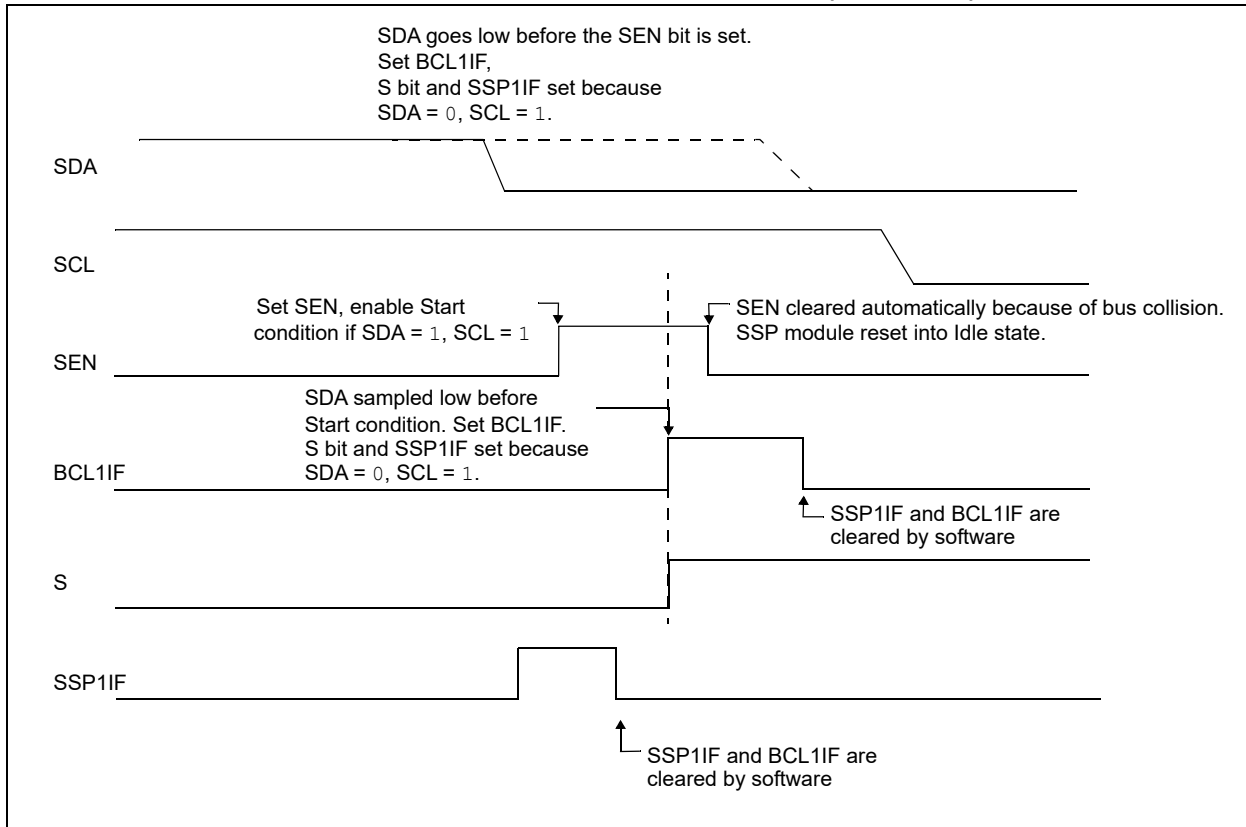 SDA goes low before the SEN bit is set.
Set BCL1IF,
S bit and SSP1IF set because
SDA = 0, SCL = 1.
SDA
SCL
Set SEN, enable Start
condition if SDA = 1, SCL = 1
SEN cleared automatically because of bus collision.
SSP module reset into Idle state.
SEN
SDA sampled low before
Start condition. Set BCL1IF.
S bit and SSP1IF set because
SDA = 0, SCL = 1.
BCL1IF
SSP1IF and BCL1IF are
cleared by software
S
SSP1IF
SSP1IF and BCL1IF are
cleared by software